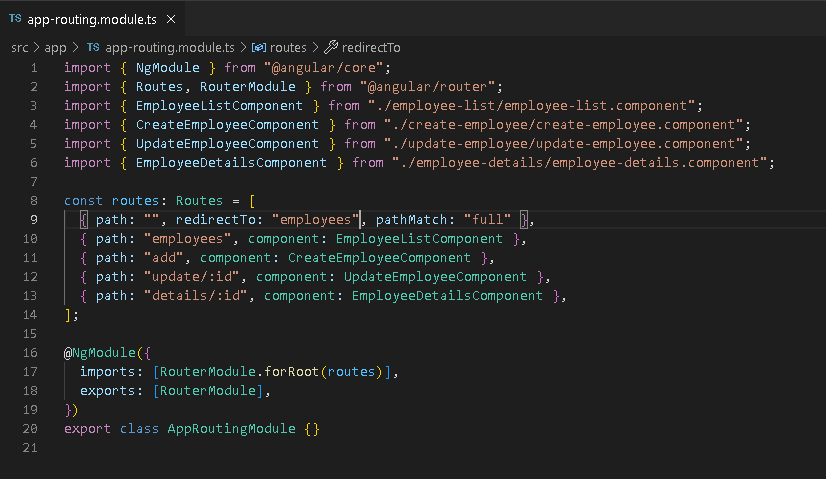 TS app-routing.module.ts ×
src > app > TS app-routing.module.ts > routes > redirectTo
1 import { NgModule } from "@angular/core";
2 import { Routes, RouterModule } from "@angular/router";
3 import { EmployeeListComponent } from "./employee-list/employee-list.component";
4 import { CreateEmployeeComponent } from "./create-employee/create-employee.component";
5 import { UpdateEmployeeComponent } from "./update-employee/update-employee.component";
6 import { EmployeeDetailsComponent } from "./employee-details/employee-details.component";
7
8 const routes: Routes = [
9   { path: "", redirectTo: "employees", pathMatch: "full" },
10   { path: "employees", component: EmployeeListComponent },
11   { path: "add", component: CreateEmployeeComponent },
12   { path: "update/:id", component: UpdateEmployeeComponent },
13   { path: "details/:id", component: EmployeeDetailsComponent },
14 ];
15
16 @NgModule({
17   imports: [RouterModule.forRoot(routes)],
18   exports: [RouterModule],
19 })
20 export class AppRoutingModule {}
21